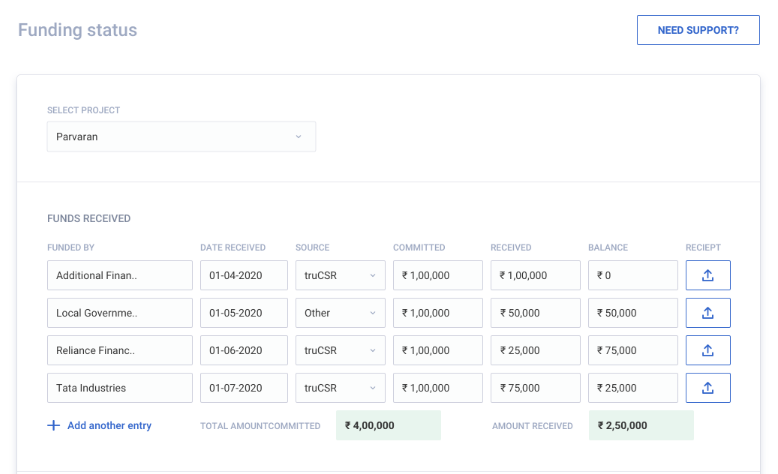 Funding status
NEED SUPPORT?
SELECT PROJECT
Parvaran
FUNDS RECEIVED
FUNDED BY DATE RECEIVED SOURCE COMMITTED RECEIVED BALANCE RECIEPT
Additional Finan.. 01-04-2020 truCSR ₹ 1,00,000 ₹ 1,00,000 ₹ 0
Local Governme.. 01-05-2020 Other ₹ 1,00,000 ₹ 50,000 ₹ 50,000
Reliance Financ.. 01-06-2020 truCSR ₹ 1,00,000 ₹ 25,000 ₹ 75,000
Tata Industries 01-07-2020 truCSR ₹ 1,00,000 ₹ 75,000 ₹ 25,000
Add another entry TOTAL AMOUNTCOMMITTED ₹ 4,00,000 AMOUNT RECEIVED ₹ 2,50,000